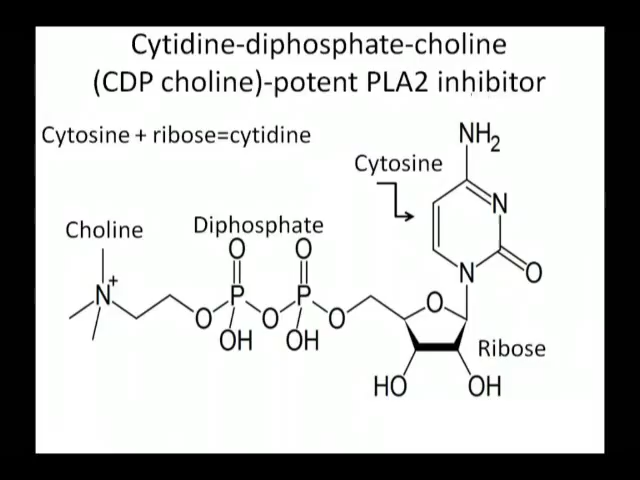 Cytidine-diphosphate-choline
(CDP choline)-potent PLA2 inhibitor
Cytosine + ribose=cytidine
NH2
Cytosine
N
Choline
Diphosphate
O O
N+
P P
O O O
O
N
O
OH OH
Ribose
HO OH